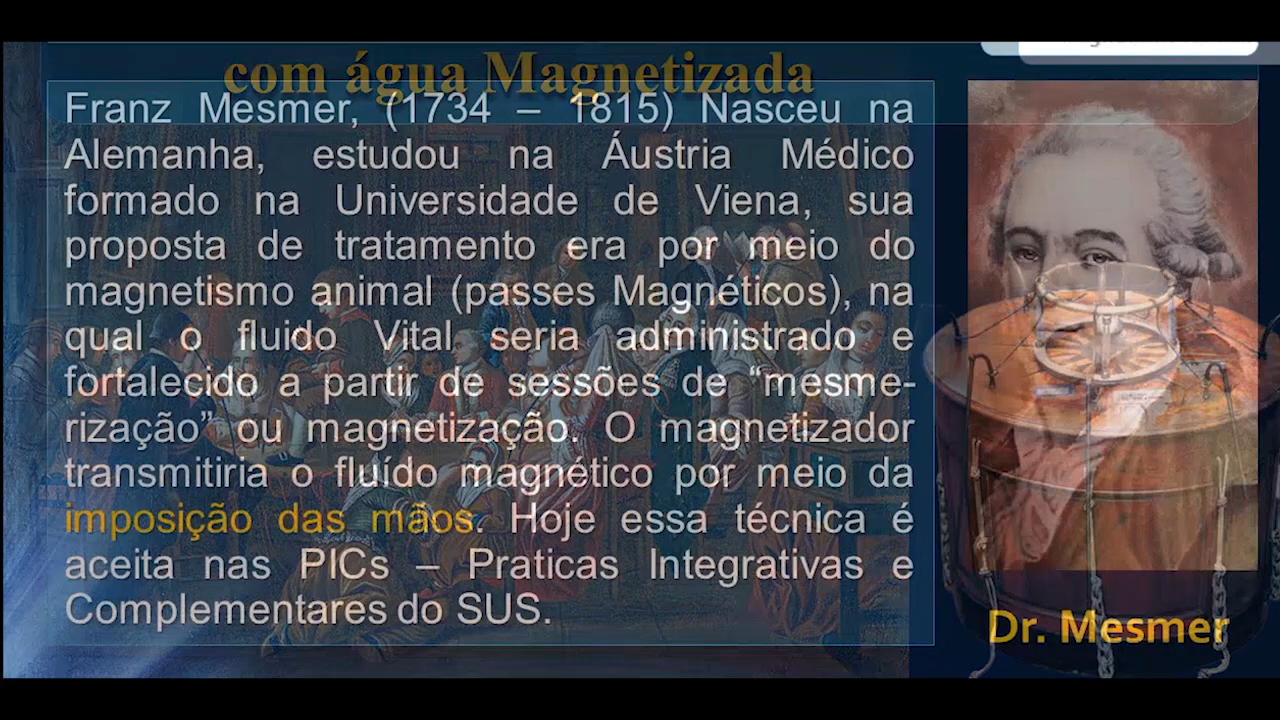 com água Magnetizada
Franz Mesmer, (1734 – 1815) Nasceu na
Alemanha, estudou na Áustria Médico
formado na Universidade de Viena, sua
proposta de tratamento era por meio do
magnetismo animal (passes Magnéticos), na
qual o fluido Vital seria administrado e
fortalecido a partir de sessões de “mesme-
rização” ou magnetização. O magnetizador
transmitiria o fluído magnético por meio da
imposição das mãos. Hoje essa técnica é
aceita nas PICs – Praticas Integrativas e
Complementares do SUS.
Dr. Mesmer